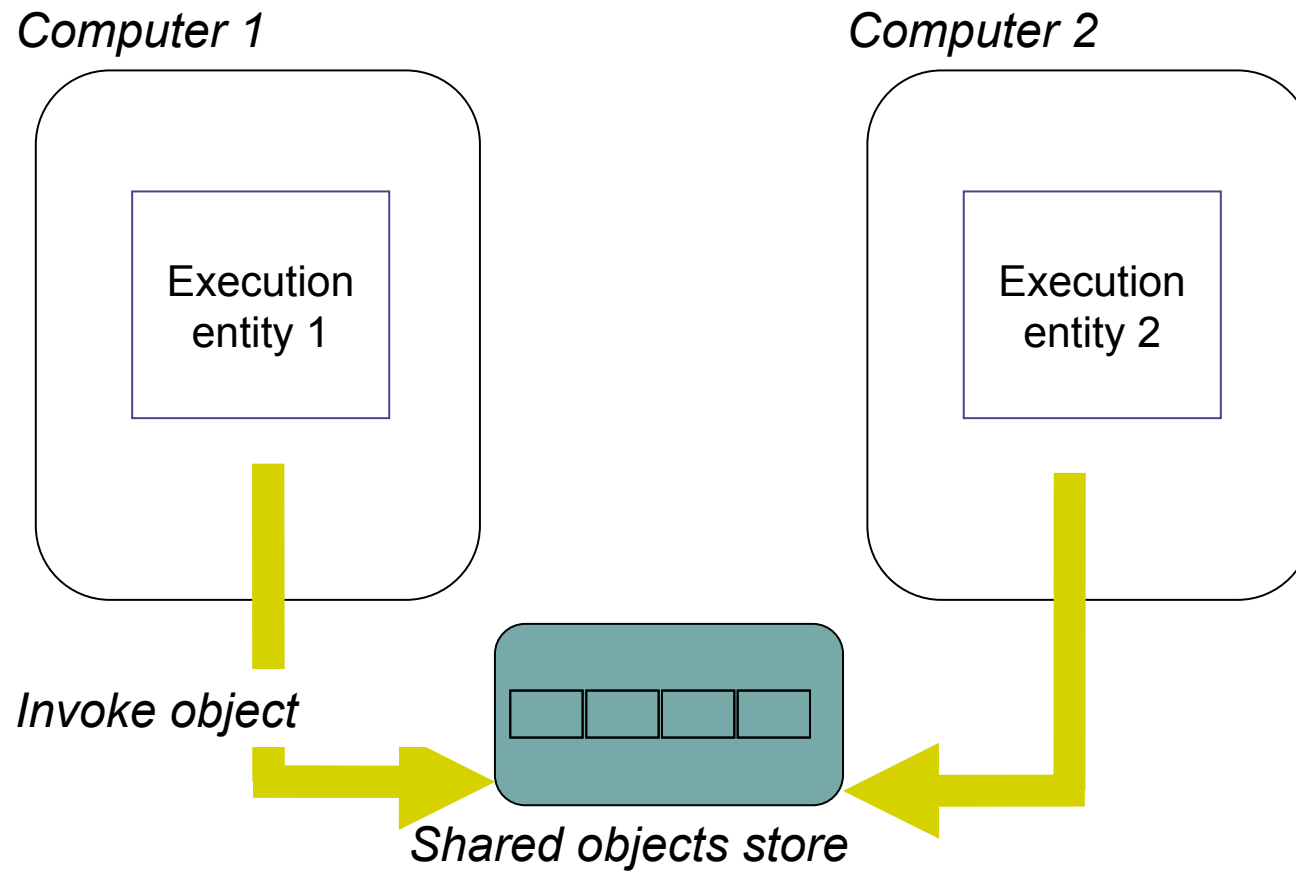 Computer 1
Computer 2
Execution
entity 1
Execution
entity 2
Invoke object
Shared objects store